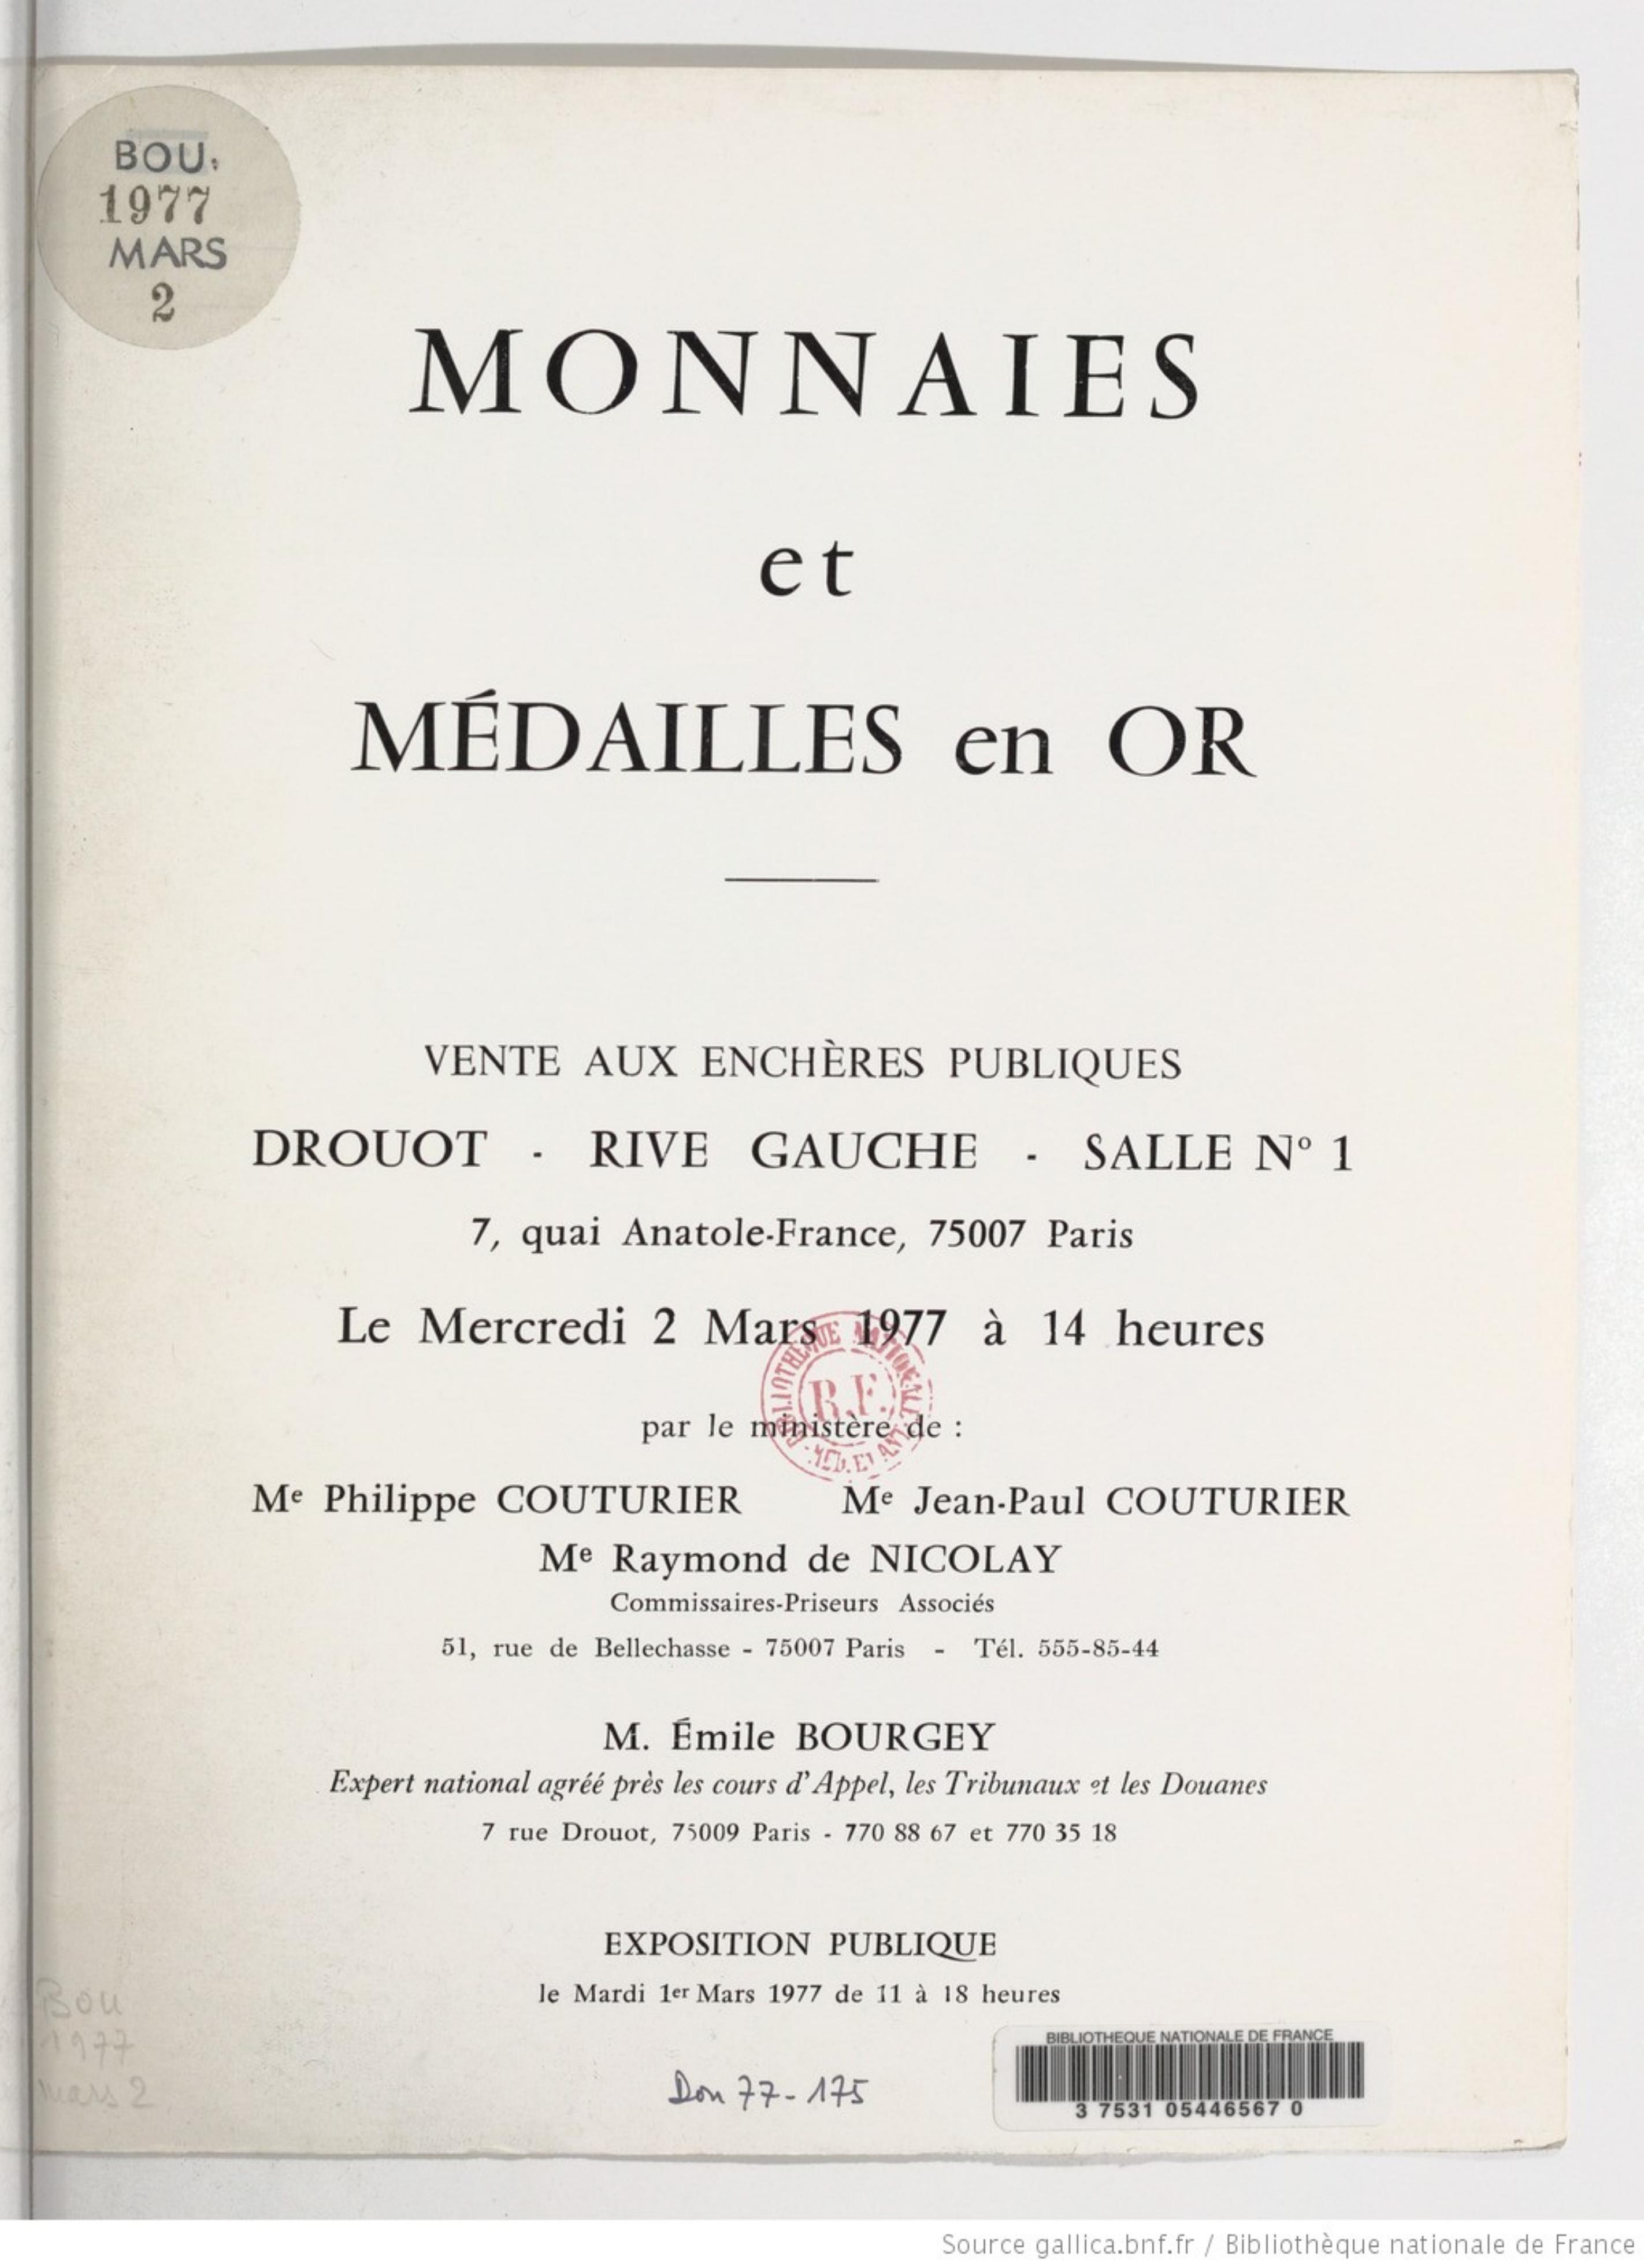 BOU.
1977
MARS
2
MONNAIES
et
MÉDAILLES en OR
VENTE AUX ENCHÈRES PUBLIQUES
DROUOT - RIVE GAUCHE - SALLE Nº 1
7, quai Anatole-France, 75007 Paris
Le Mercredi 2 Mars 1977 à 14 heures
BIBLIOTHEQUE NATIONALE
R.F.
MED. ET ANT.
par le ministère de :
Me Philippe COUTURIER Me Jean-Paul COUTURIER
Me Raymond de NICOLAY
Commissaires-Priseurs Associés
51, rue de Bellechasse - 75007 Paris - Tél. 555-85-44
M. Émile BOURGEY
Expert national agréé près les cours d'Appel, les Tribunaux et les Douanes
7 rue Drouot, 75009 Paris - 770 88 67 et 770 35 18
EXPOSITION PUBLIQUE
le Mardi 1er Mars 1977 de 11 à 18 heures
Bou
1977
mars 2
Don 77-175
BIBLIOTHEQUE NATIONALE DE FRANCE
3 7531 05446567 0
Source gallica.bnf.fr / Bibliothèque nationale de France